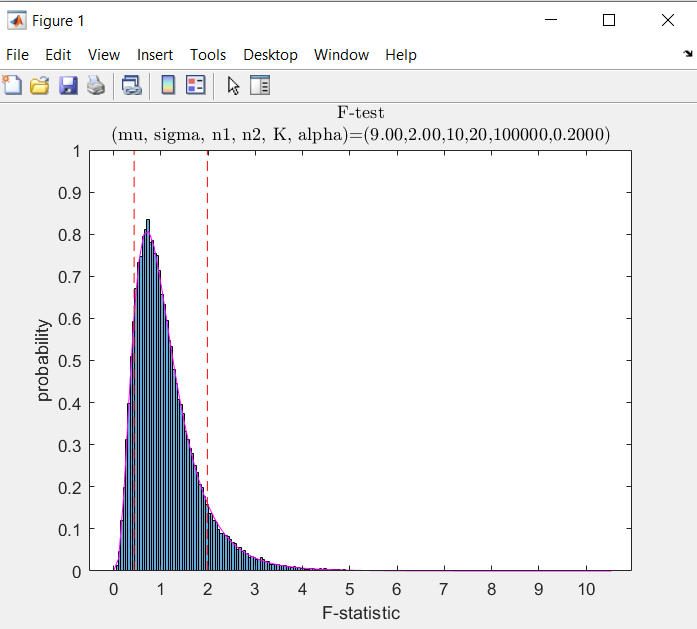 Figure 1
File Edit View Insert Tools Desktop Window Help
F-test
(mu, sigma, n1, n2, K, alpha)=(9.00,2.00,10,20,100000,0.2000)
1
0.9
0.8
0.7
0.6
0.5
0.4
0.3
0.2
0.1
0
probability
0 1 2 3 4 5 6 7 8 9 10
F-statistic